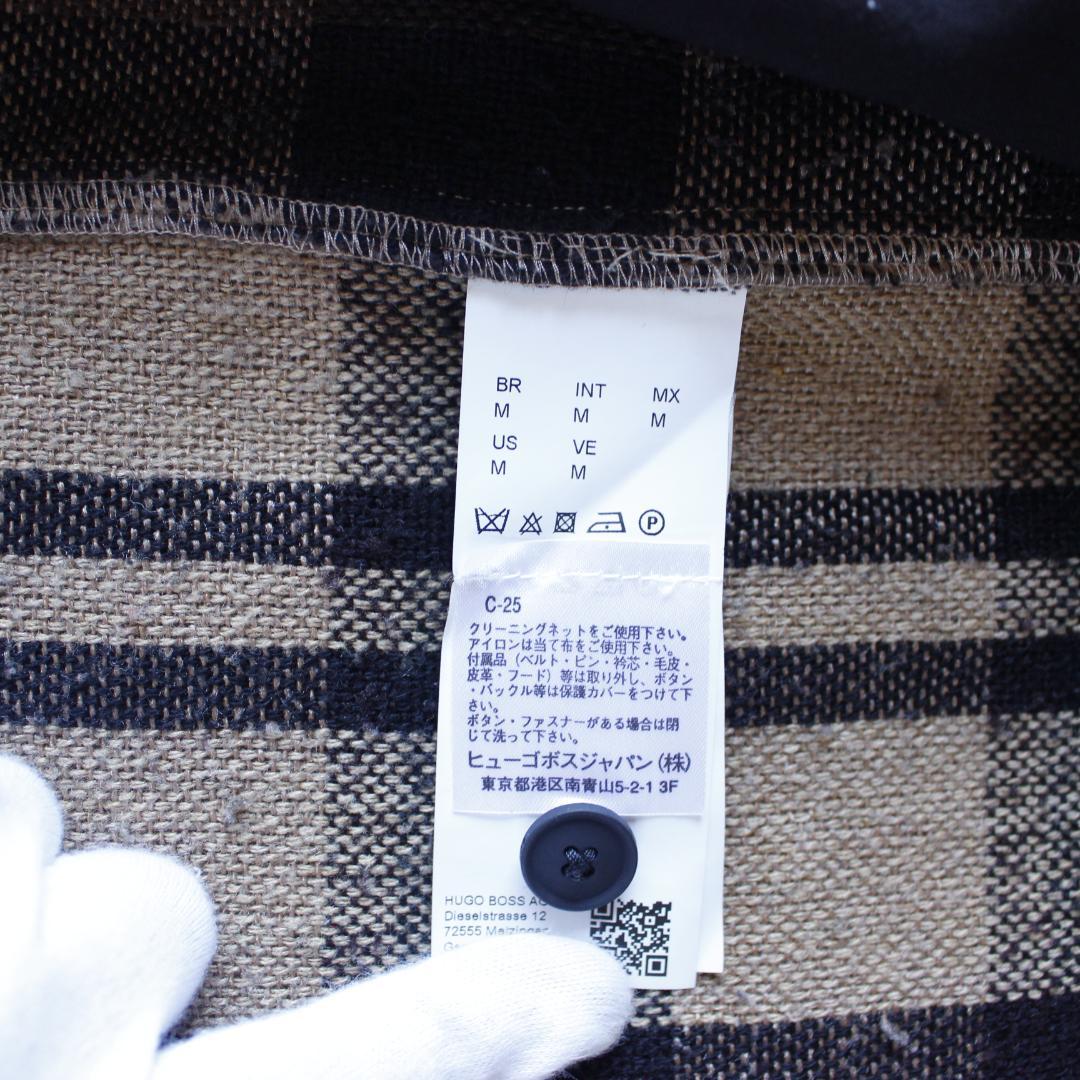 BR INT MX
M M M
US VE
M M
P
C-25
クリーニングネットをご使用下さい。
アイロンは当て布をご使用下さい。
付属品（ベルト・ピン・衿芯・毛皮・
皮革・フード）等は取り外し、ボタン
・バックル等は保護カバーをつけて下
さい。
ボタン・ファスナーがある場合は閉
じて洗って下さい。
ヒューゴボスジャパン(株)
東京都港区南青山5-2-1 3F
HUGO BOSS AG
Dieselstrasse 12
72555 Metzingen